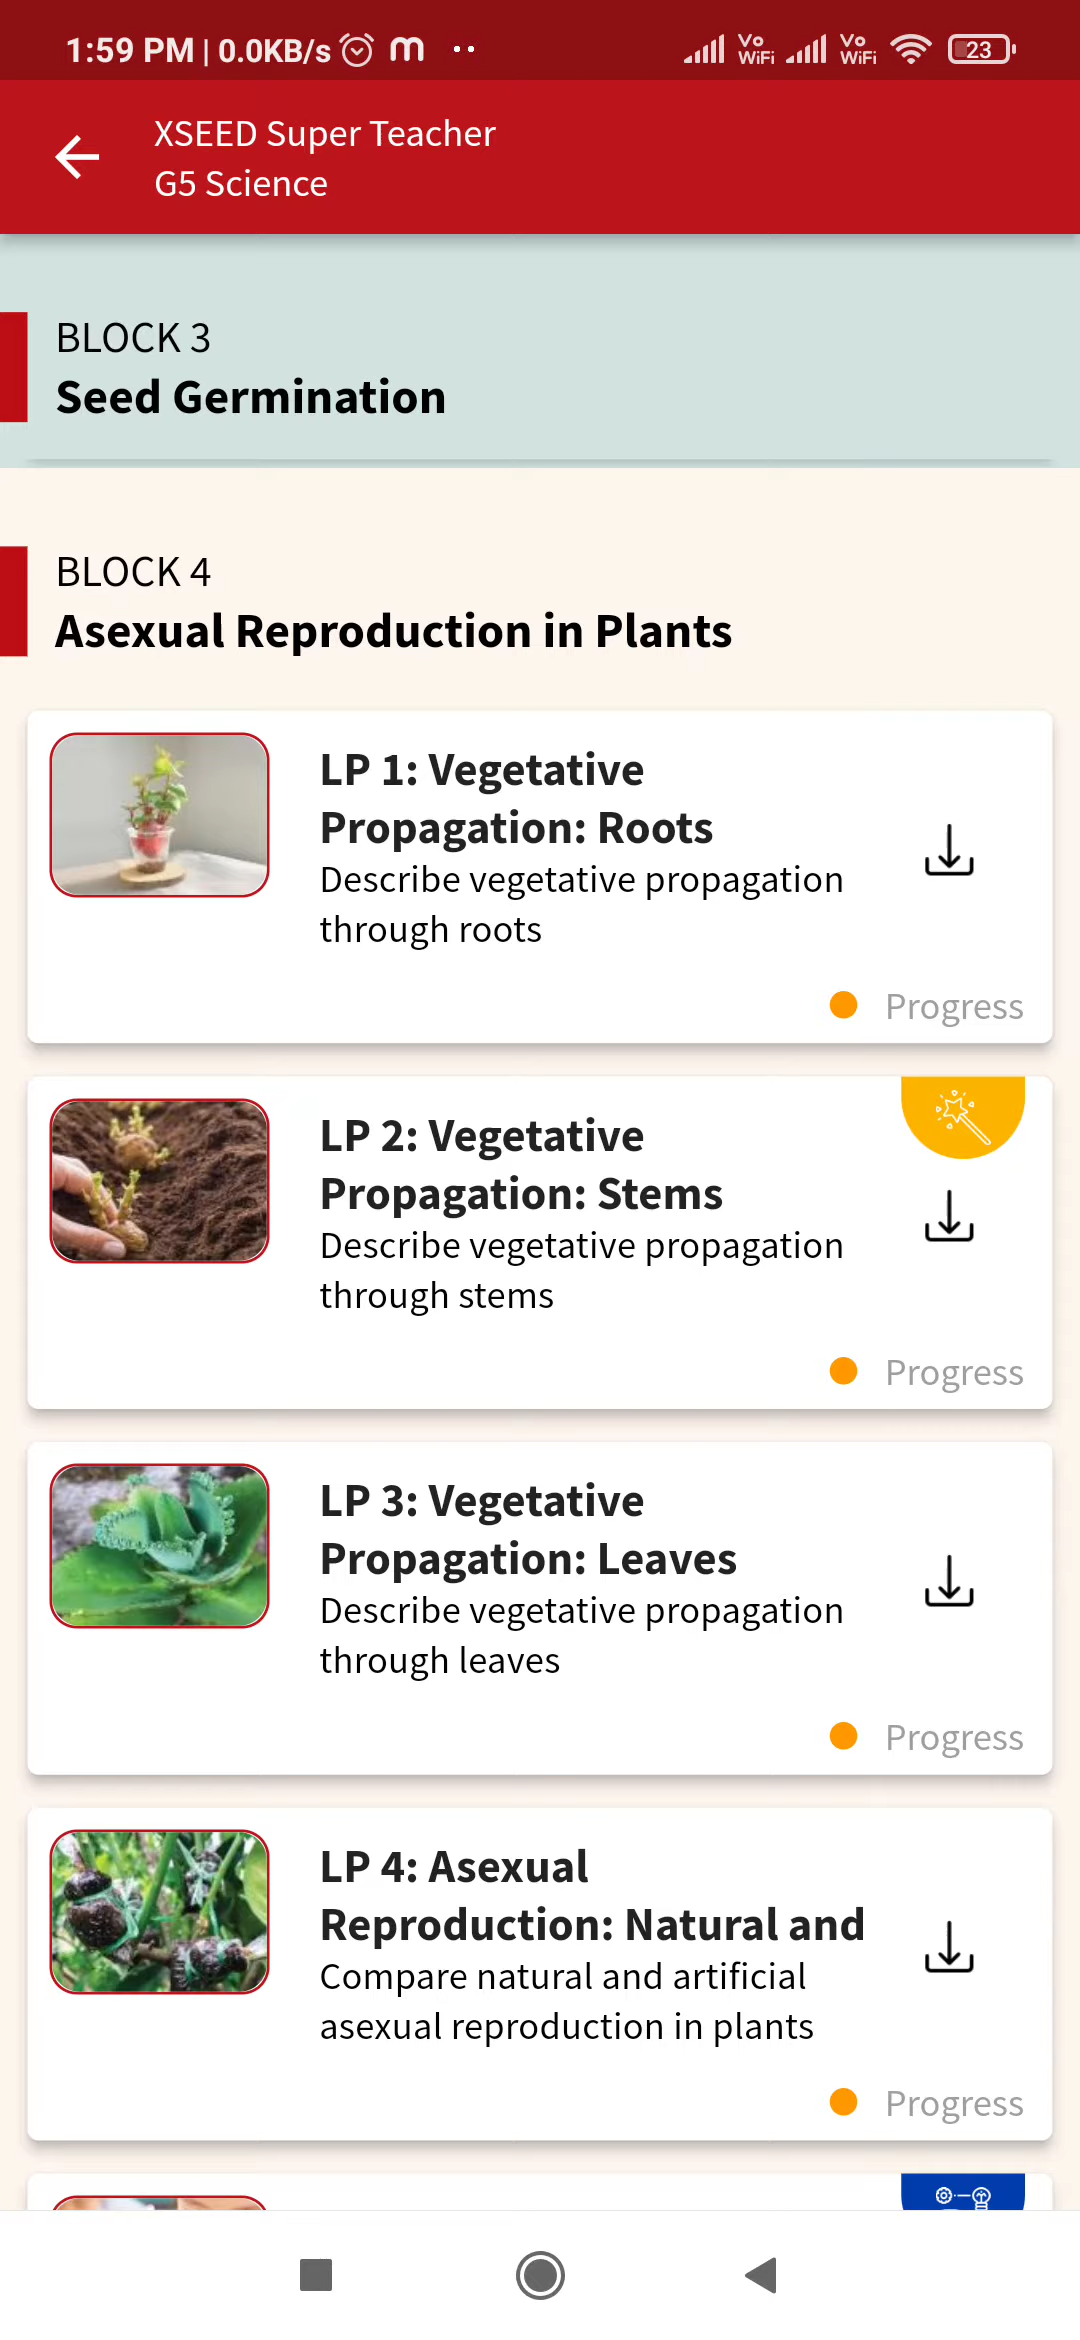 1:59 PM | 0.0KB/s m
Vo WiFi Vo WiFi 23
XSEED Super Teacher
G5 Science
BLOCK 3
Seed Germination
BLOCK 4
Asexual Reproduction in Plants
LP 1: Vegetative
Propagation: Roots
Describe vegetative propagation
through roots
Progress
LP 2: Vegetative
Propagation: Stems
Describe vegetative propagation
through stems
Progress
LP 3: Vegetative
Propagation: Leaves
Describe vegetative propagation
through leaves
Progress
LP 4: Asexual
Reproduction: Natural and
Compare natural and artificial
asexual reproduction in plants
Progress